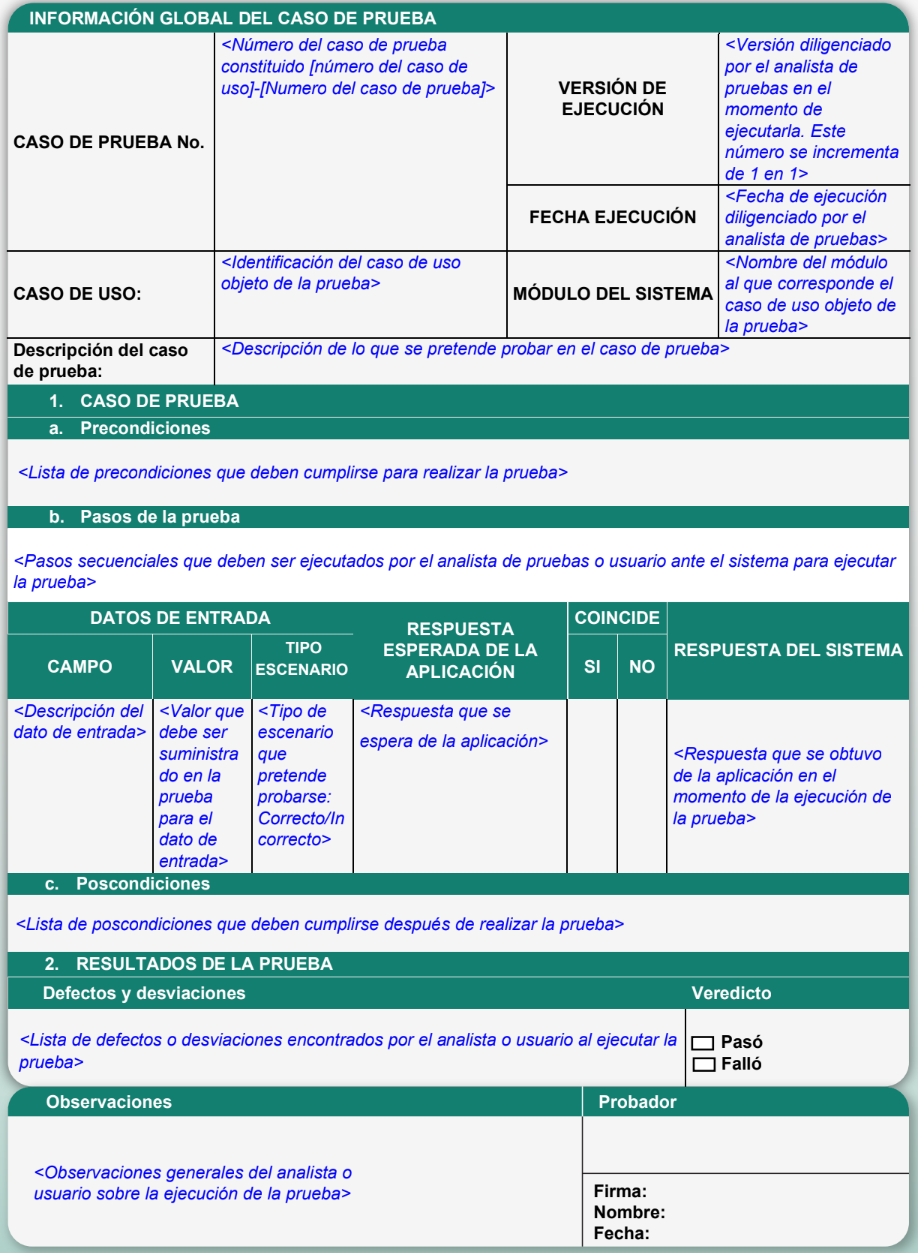 INFORMACIÓN GLOBAL DEL CASO DE PRUEBA
CASO DE PRUEBA No.
<Número del caso de prueba
constituido [número del caso de
uso]-[Numero del caso de prueba]>
VERSIÓN DE
EJECUCIÓN
<Versión diligenciado
por el analista de
pruebas en el
momento de
ejecutarla. Este
número se incrementa
de 1 en 1>
FECHA EJECUCIÓN
<Fecha de ejecución
diligenciado por el
analista de pruebas>
CASO DE USO:
<Identificación del caso de uso
objeto de la prueba>
MÓDULO DEL SISTEMA
<Nombre del módulo
al que corresponde el
caso de uso objeto de
la prueba>
Descripción del caso
de prueba:
<Descripción de lo que se pretende probar en el caso de prueba>
1. CASO DE PRUEBA
a. Precondiciones
<Lista de precondiciones que deben cumplirse para realizar la prueba>
b. Pasos de la prueba
<Pasos secuenciales que deben ser ejecutados por el analista de pruebas o usuario ante el sistema para ejecutar
la prueba>
DATOS DE ENTRADA
CAMPO
VALOR
TIPO
ESCENARIO
RESPUESTA
ESPERADA DE LA
APLICACIÓN
COINCIDE
SI
NO
RESPUESTA DEL SISTEMA
<Descripción del
dato de entrada>
<Valor que
debe ser
suministra
do en la
prueba
para el
dato de
entrada>
<Tipo de
escenario
que
pretende
probarse:
Correcto/In
correcto>
<Respuesta que se
espera de la aplicación>
<Respuesta que se obtuvo
de la aplicación en el
momento de la ejecución de
la prueba>
c. Poscondiciones
<Lista de poscondiciones que deben cumplirse después de realizar la prueba>
2. RESULTADOS DE LA PRUEBA
Defectos y desviaciones
Veredicto
<Lista de defectos o desviaciones encontrados por el analista o usuario al ejecutar la
prueba>
Pasó
Falló
Observaciones
Probador
<Observaciones generales del analista o
usuario sobre la ejecución de la prueba>
Firma:
Nombre:
Fecha: